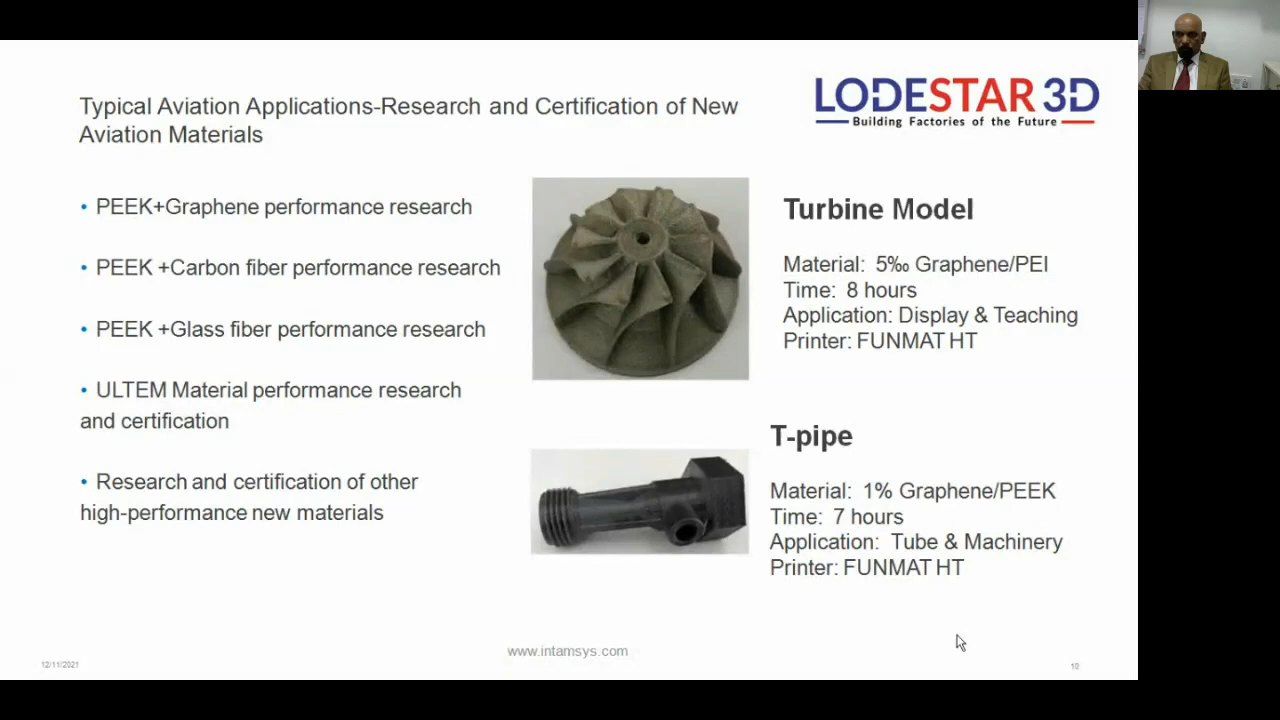 Typical Aviation Applications-Research and Certification of New
Aviation Materials
LODESTAR 3D
Building Factories of the Future
• PEEK+Graphene performance research
• PEEK +Carbon fiber performance research
• PEEK +Glass fiber performance research
• ULTEM Material performance research
and certification
• Research and certification of other
high-performance new materials
Turbine Model
Material: 5‰ Graphene/PEI
Time: 8 hours
Application: Display & Teaching
Printer: FUNMAT HT
T-pipe
Material: 1% Graphene/PEEK
Time: 7 hours
Application: Tube & Machinery
Printer: FUNMAT HT
12/11/2021
www.intamsys.com
10